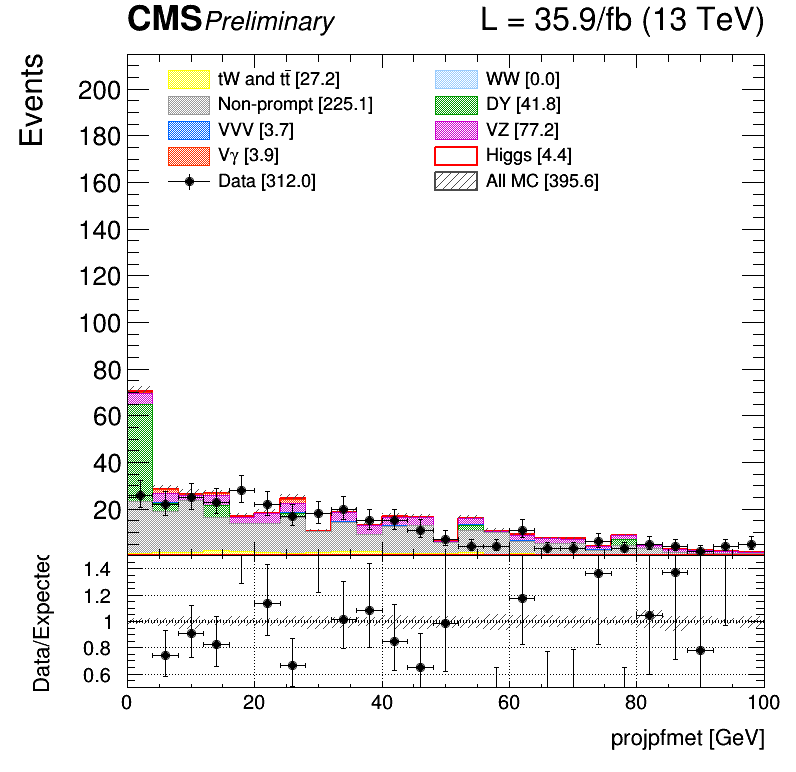 CMS Preliminary L = 35.9/fb (13 TeV)
Events
200
180
160
140
120
100
80
60
40
20
tW and tt̄ [27.2] WW [0.0]
Non-prompt [225.1] DY [41.8]
VVV [3.7] VZ [77.2]
Vγ [3.9] Higgs [4.4]
Data [312.0] All MC [395.6]
Data/Expected
1.4
1.2
1
0.8
0.6
0 20 40 60 80 100
projpfmet [GeV]